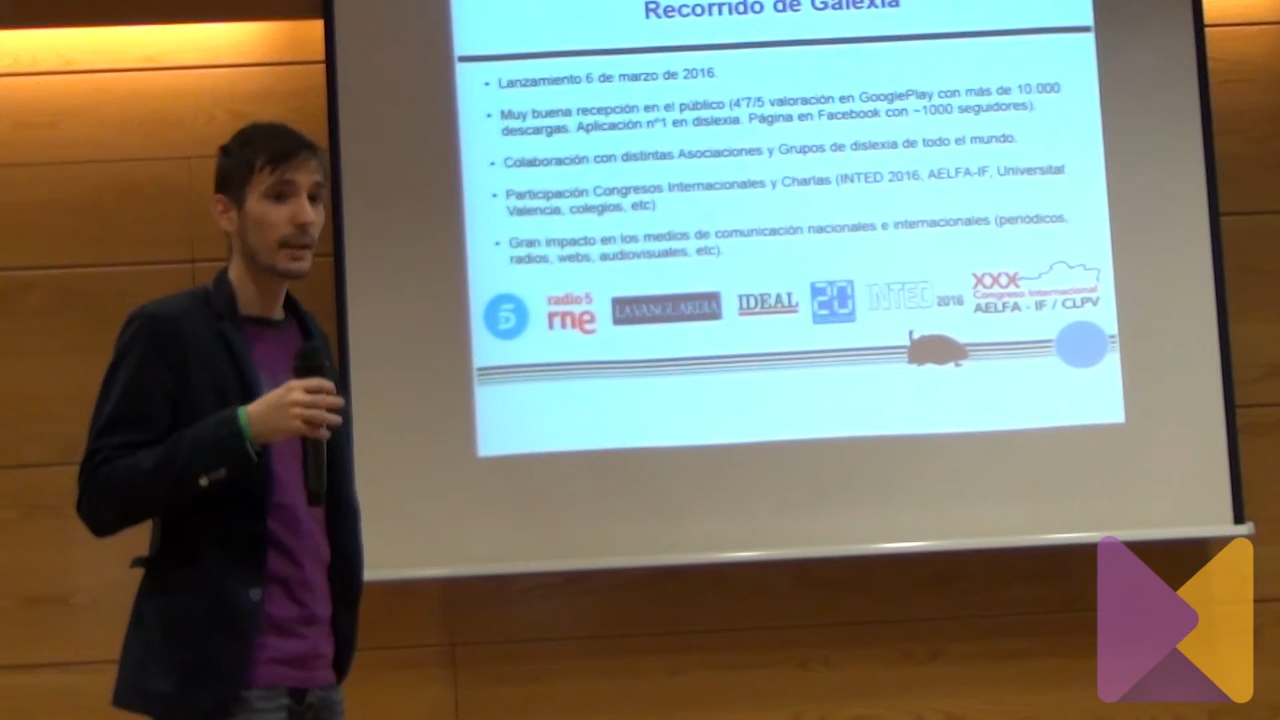 Recorrido de Galexia
• Lanzamiento 6 de marzo de 2016.
• Muy buena recepción en el público (4'7/5 valoración en GooglePlay con más de 10.000
descargas. Aplicación nº1 en dislexia. Página en Facebook con ~1000 seguidores).
• Colaboración con distintas Asociaciones y Grupos de dislexia de todo el mundo.
• Participación Congresos Internacionales y Charlas (INTED 2016, AELFA-IF, Universitat
Valencia, colegios, etc)
• Gran impacto en los medios de comunicación nacionales e internacionales (periódicos,
radios, webs, audiovisuales, etc).
5
radio 5
rne
LAVANGUARDIA
IDEAL
20
INTED 2016
XXX
Congreso Internacional
AELFA - IF / CLPV